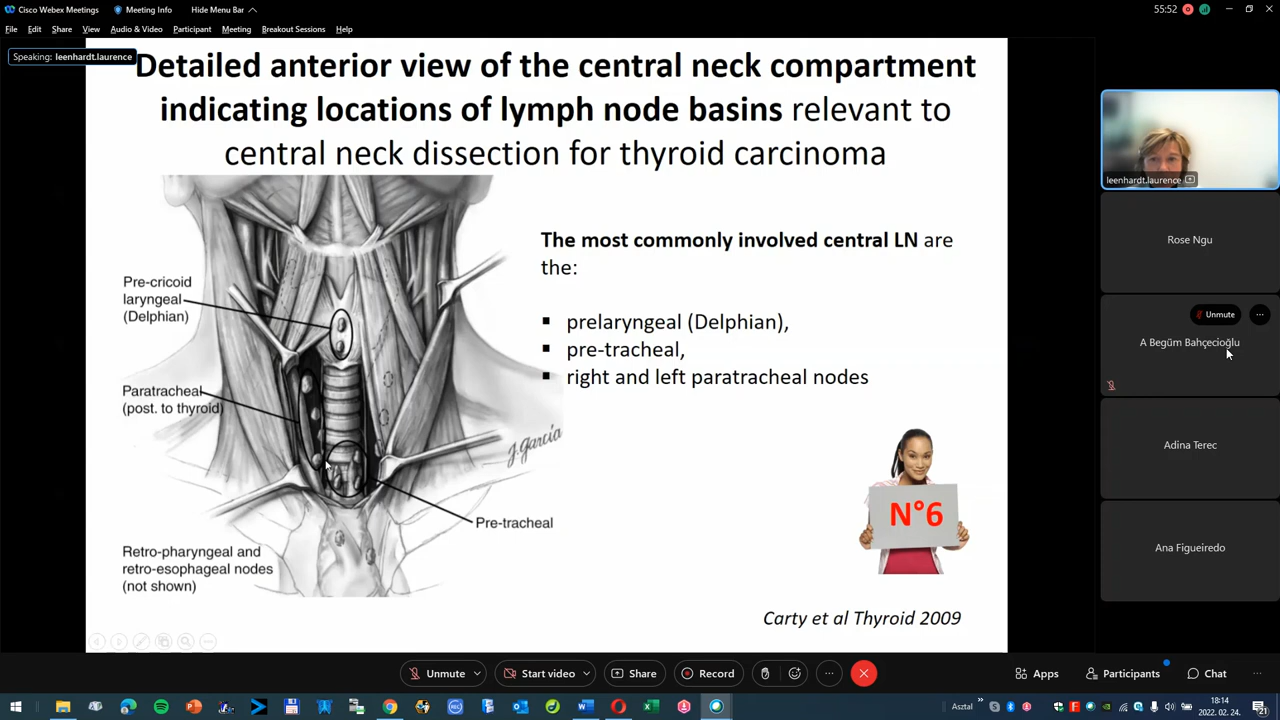 Cisco Webex Meetings
Meeting Info
Hide Menu Bar
55:52
File Edit Share View Audio & Video Participant Meeting Breakout Sessions Help
Speaking: leenhardt.laurence
Detailed anterior view of the central neck compartment
indicating locations of lymph node basins relevant to
central neck dissection for thyroid carcinoma
Pre-cricoid
laryngeal
(Delphian)
Paratracheal
(post. to thyroid)
Pre-tracheal
Retro-pharyngeal and
retro-esophageal nodes
(not shown)
J. Garcia
The most commonly involved central LN are
the:
prelaryngeal (Delphian),
pre-tracheal,
right and left paratracheal nodes
N°6
Carty et al Thyroid 2009
leenhardt.laurence
Rose Ngu
Unmute
A Begüm Bahçecioğlu
Adina Terec
Ana Figueiredo
Unmute
Start video
Share
Record
Apps
Participants
Chat
Asztal
18:14
2022. 02. 24.